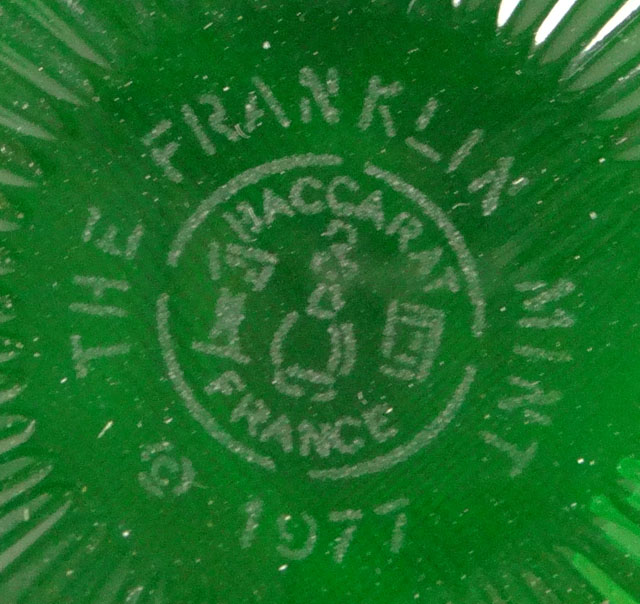 THE FRANKLIN MINT
© 1977
BACCARAT
FRANCE